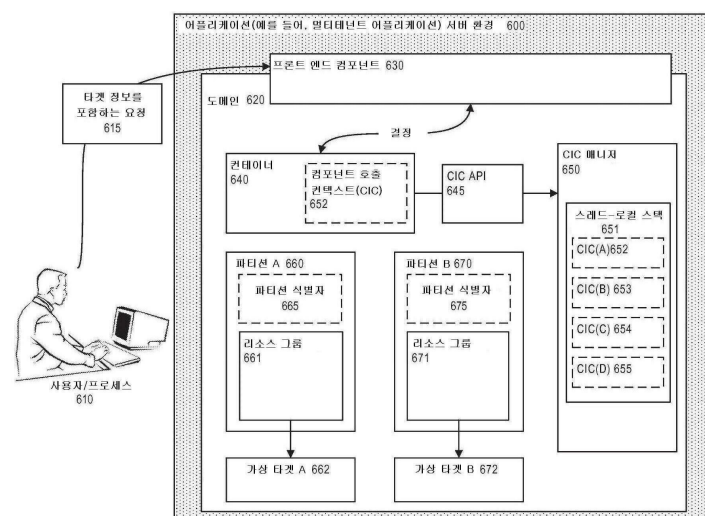 어플리케이션(예를 들어, 멀티테넌트 어플리케이션) 서버 환경 600
프론트 엔드 컴포넌트 630
타겟 정보를
포함하는 요청
615
도메인 620
결정
컨테이너
640
컴포넌트 호출
컨텍스트(CIC)
652
CIC API
645
CIC 매니저
650
스레드-로컬 스택
651
CIC(A)652
CIC(B) 653
CIC(C) 654
CIC(D) 655
파티션 A 660
파티션 식별자
665
리소스 그룹
661
파티션 B 670
파티션 식별자
675
리소스 그룹
671
사용자/프로세스
610
가상 타겟 A 662
가상 타겟 B 672